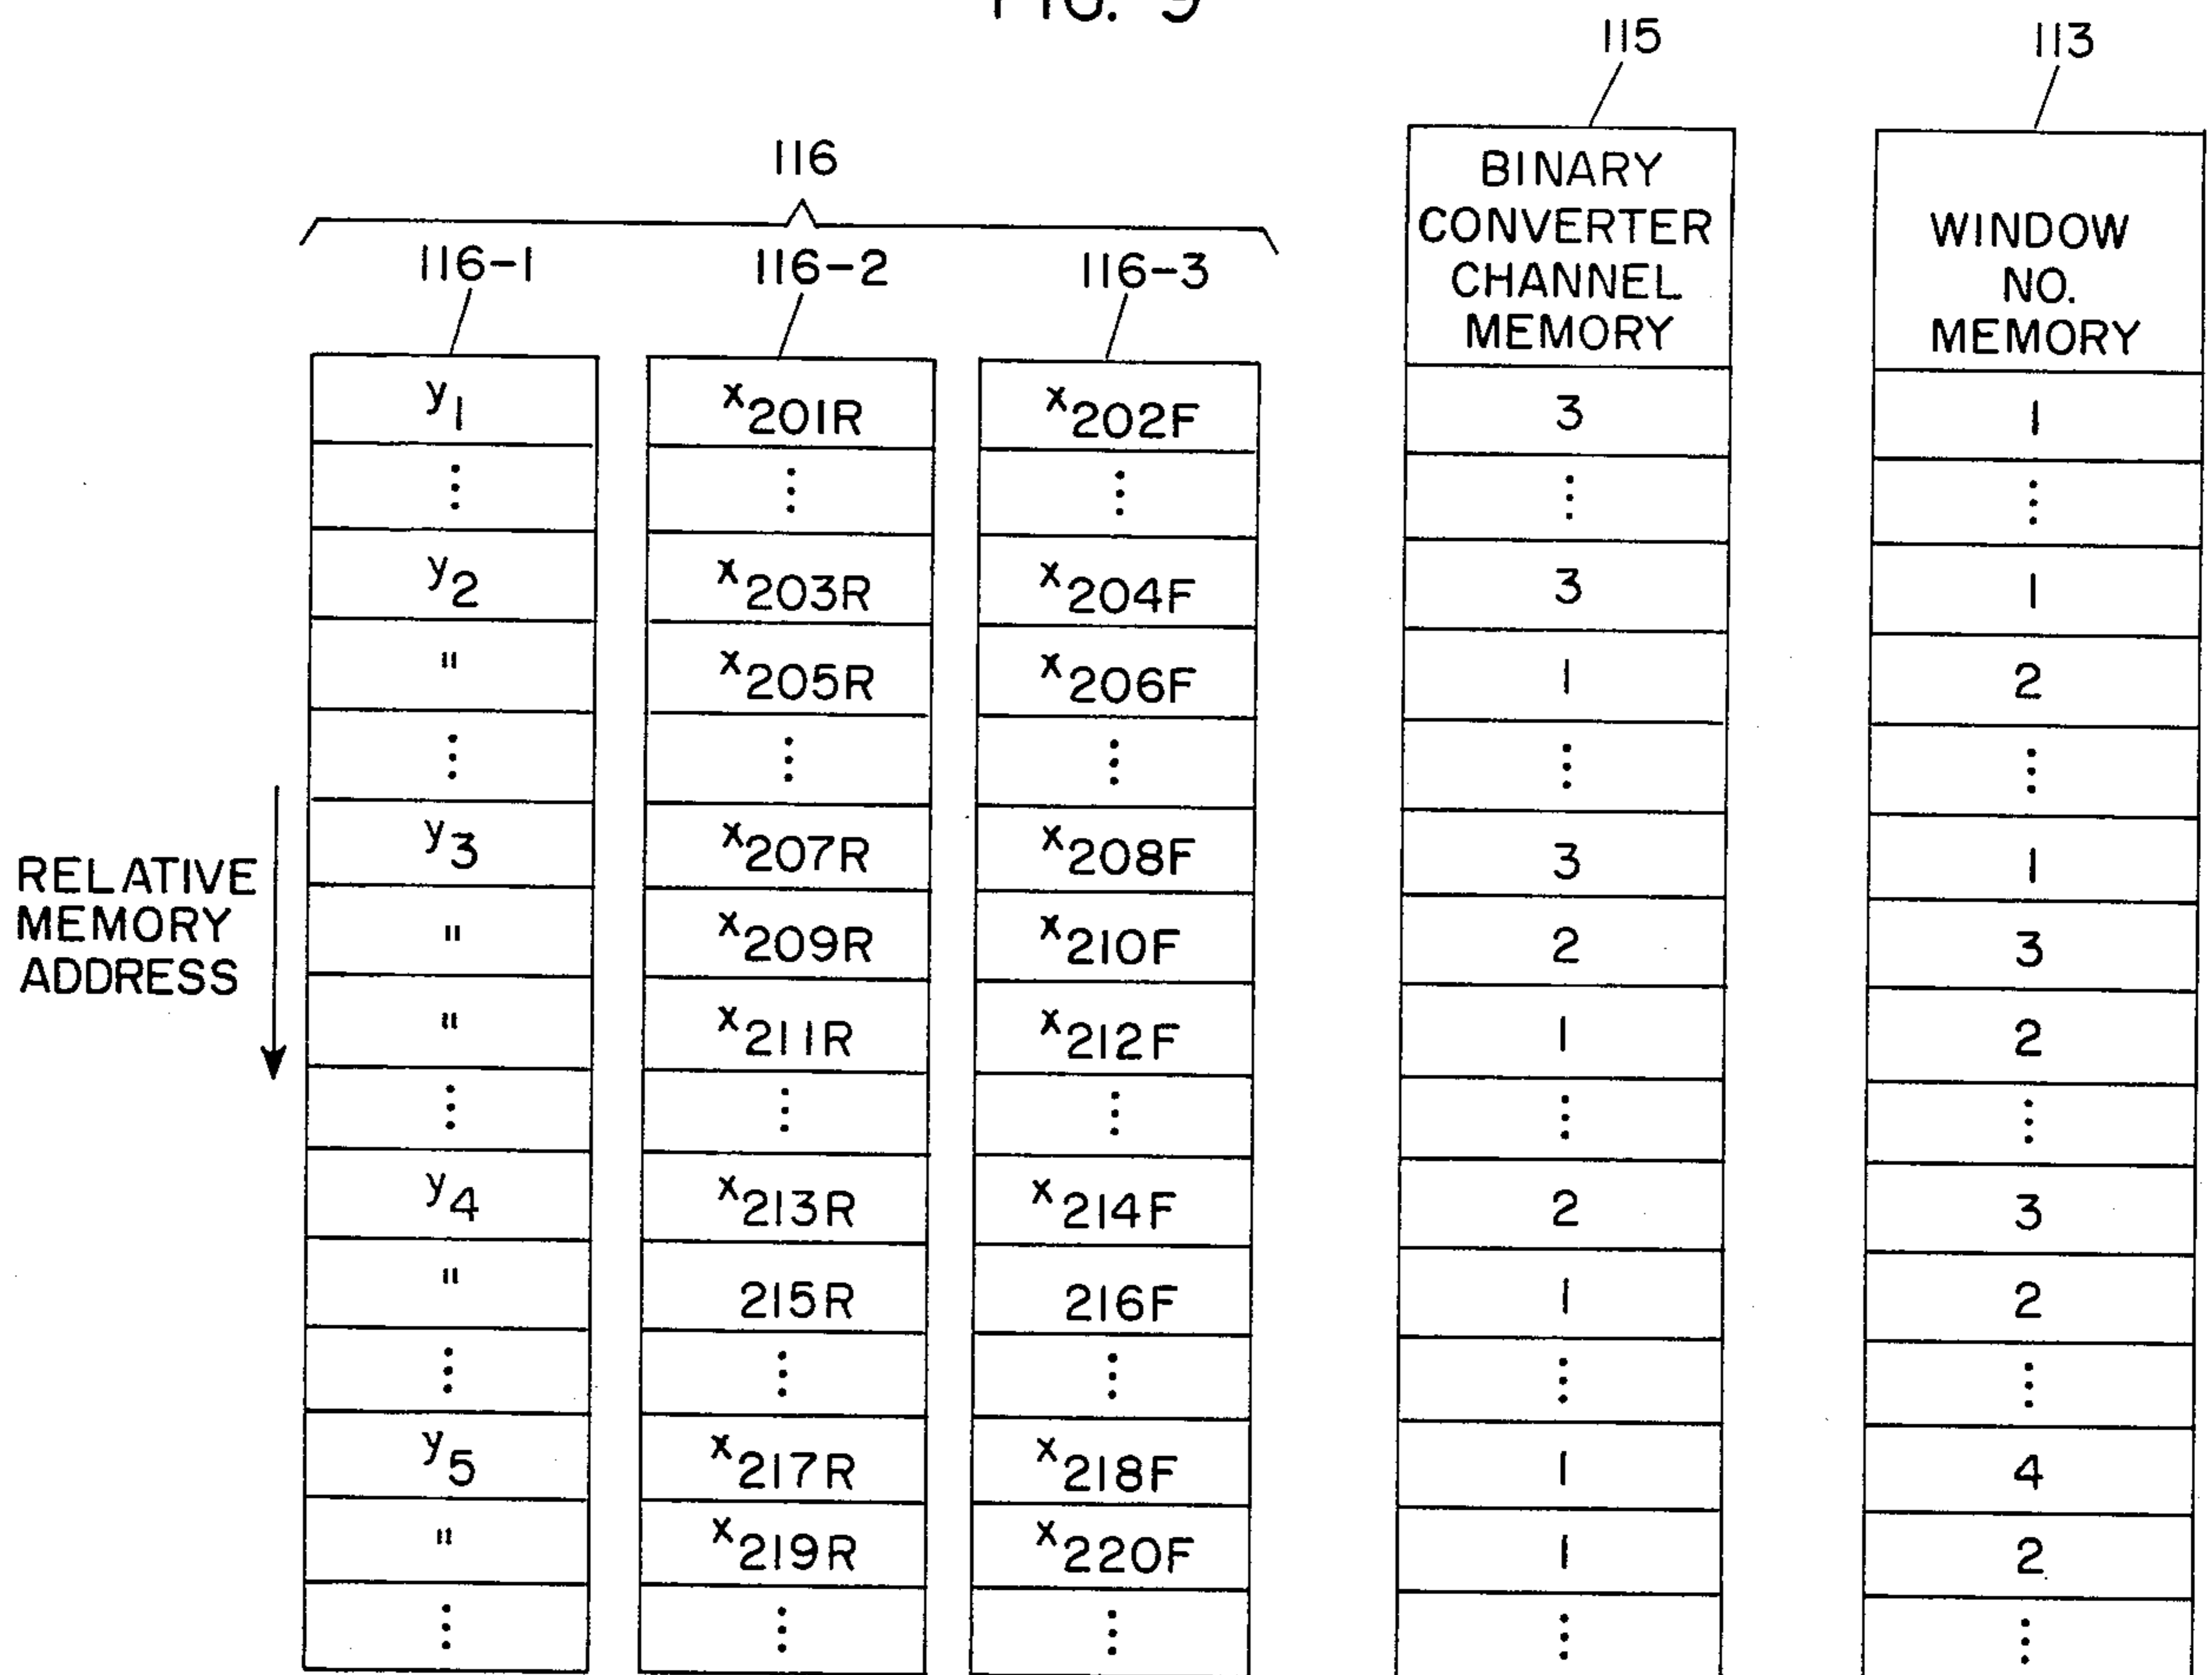 FIG. 9
115
113
116
116-1 116-2 116-3
BINARY
CONVERTER
CHANNEL
MEMORY
WINDOW
NO.
MEMORY
y1 x201R x202F 3 1
⋮ ⋮ ⋮ ⋮ ⋮
y2 x203R x204F 3 1
" x205R x206F 1 2
⋮ ⋮ ⋮ ⋮ ⋮
y3 x207R x208F 3 1
" x209R x210F 2 3
" x211R x212F 1 2
⋮ ⋮ ⋮ ⋮ ⋮
y4 x213R x214F 2 3
" 215R 216F 1 2
⋮ ⋮ ⋮ ⋮ ⋮
y5 x217R x218F 1 4
" x219R x220F 1 2
⋮ ⋮ ⋮ ⋮ ⋮
RELATIVE
MEMORY
ADDRESS